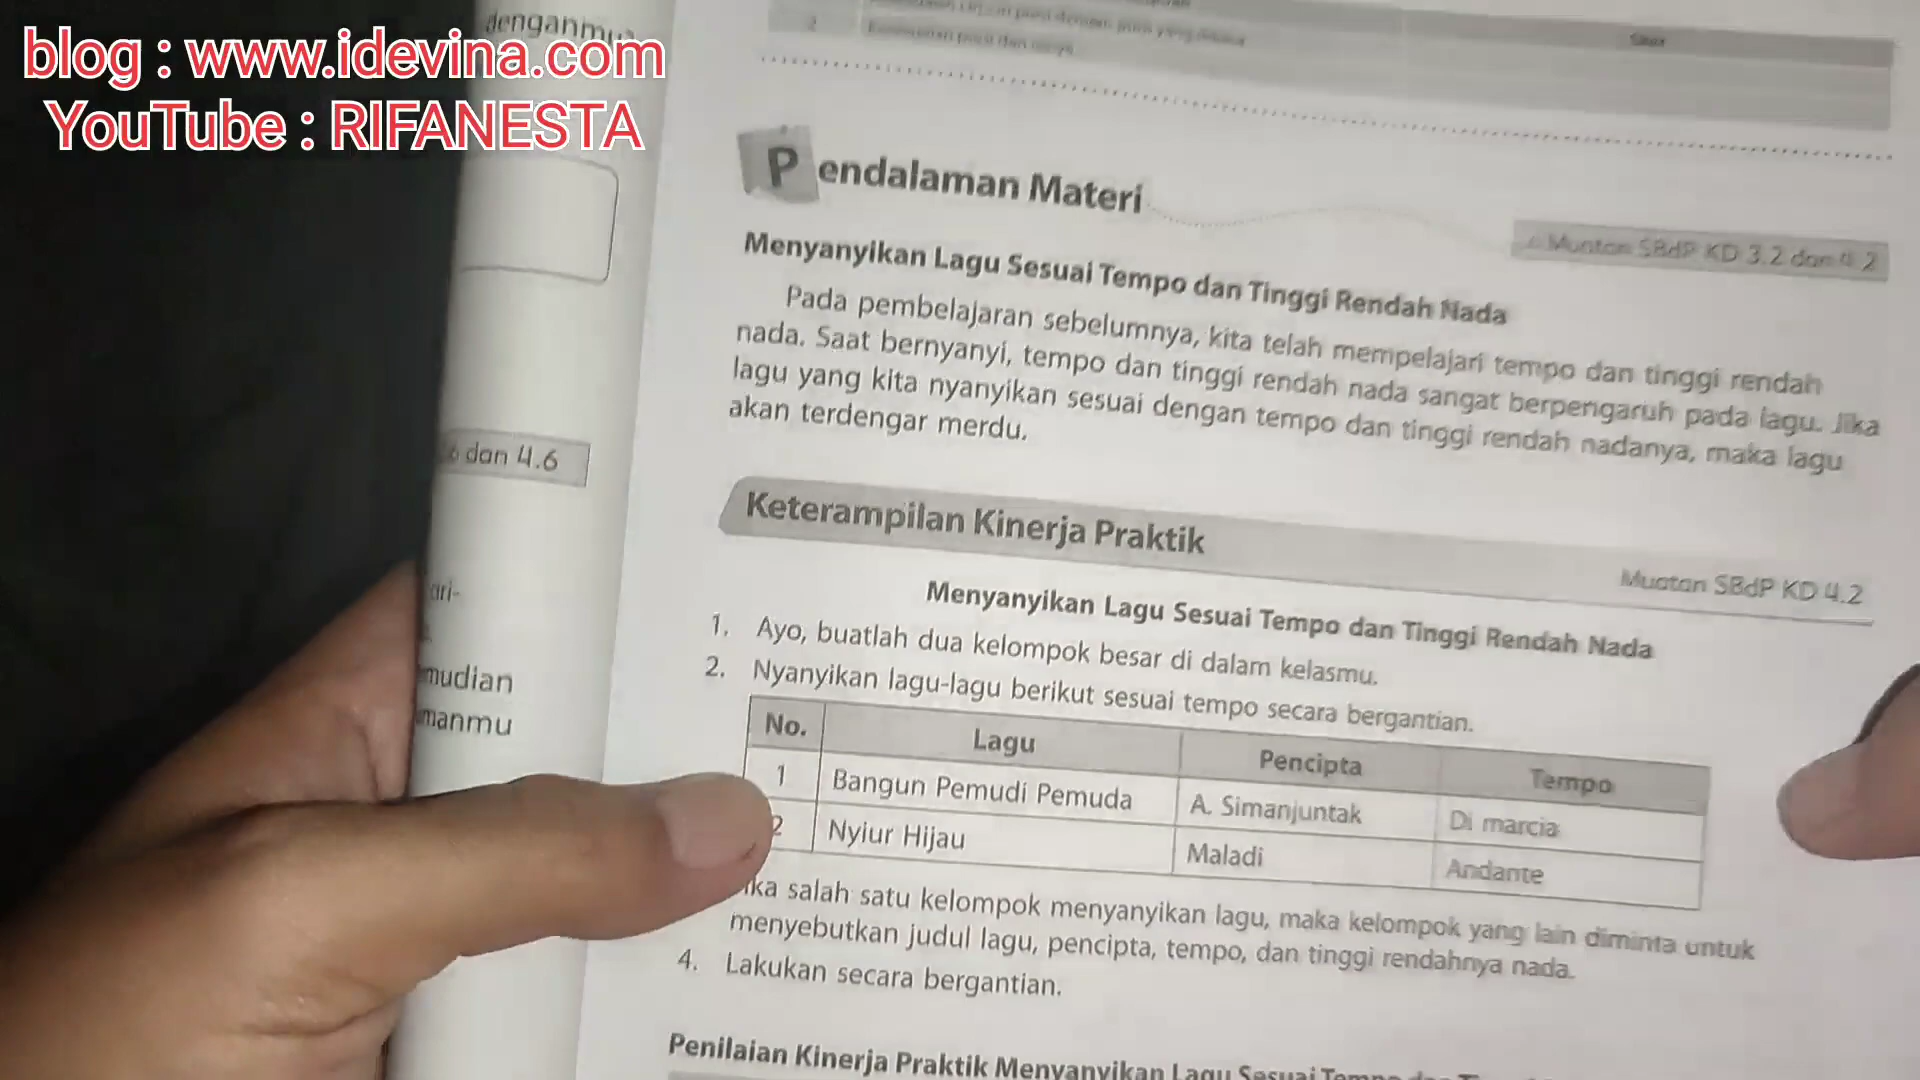 blog : www.idevina.com
YouTube : RIFANESTA
denganmu
6 dan 4.6
ari-
mudian
manmu
2
Pendalaman Materi
Muatan SBdP KD 3.2 dan 4.2
Menyanyikan Lagu Sesuai Tempo dan Tinggi Rendah Nada
Pada pembelajaran sebelumnya, kita telah mempelajari tempo dan tinggi rendah
nada. Saat bernyanyi, tempo dan tinggi rendah nada sangat berpengaruh pada lagu. Jika
lagu yang kita nyanyikan sesuai dengan tempo dan tinggi rendah nadanya, maka lagu
akan terdengar merdu.
Keterampilan Kinerja Praktik
Muatan SBdP KD 4.2
Menyanyikan Lagu Sesuai Tempo dan Tinggi Rendah Nada
1. Ayo, buatlah dua kelompok besar di dalam kelasmu.
2. Nyanyikan lagu-lagu berikut sesuai tempo secara bergantian.
No. Lagu Pencipta Tempo
1 Bangun Pemudi Pemuda A. Simanjuntak Di marcia
2 Nyiur Hijau Maladi Andante
ika salah satu kelompok menyanyikan lagu, maka kelompok yang lain diminta untuk
menyebutkan judul lagu, pencipta, tempo, dan tinggi rendahnya nada.
4. Lakukan secara bergantian.
Penilaian Kinerja Praktik Menyanyikan Lagu Sesuai Tempo